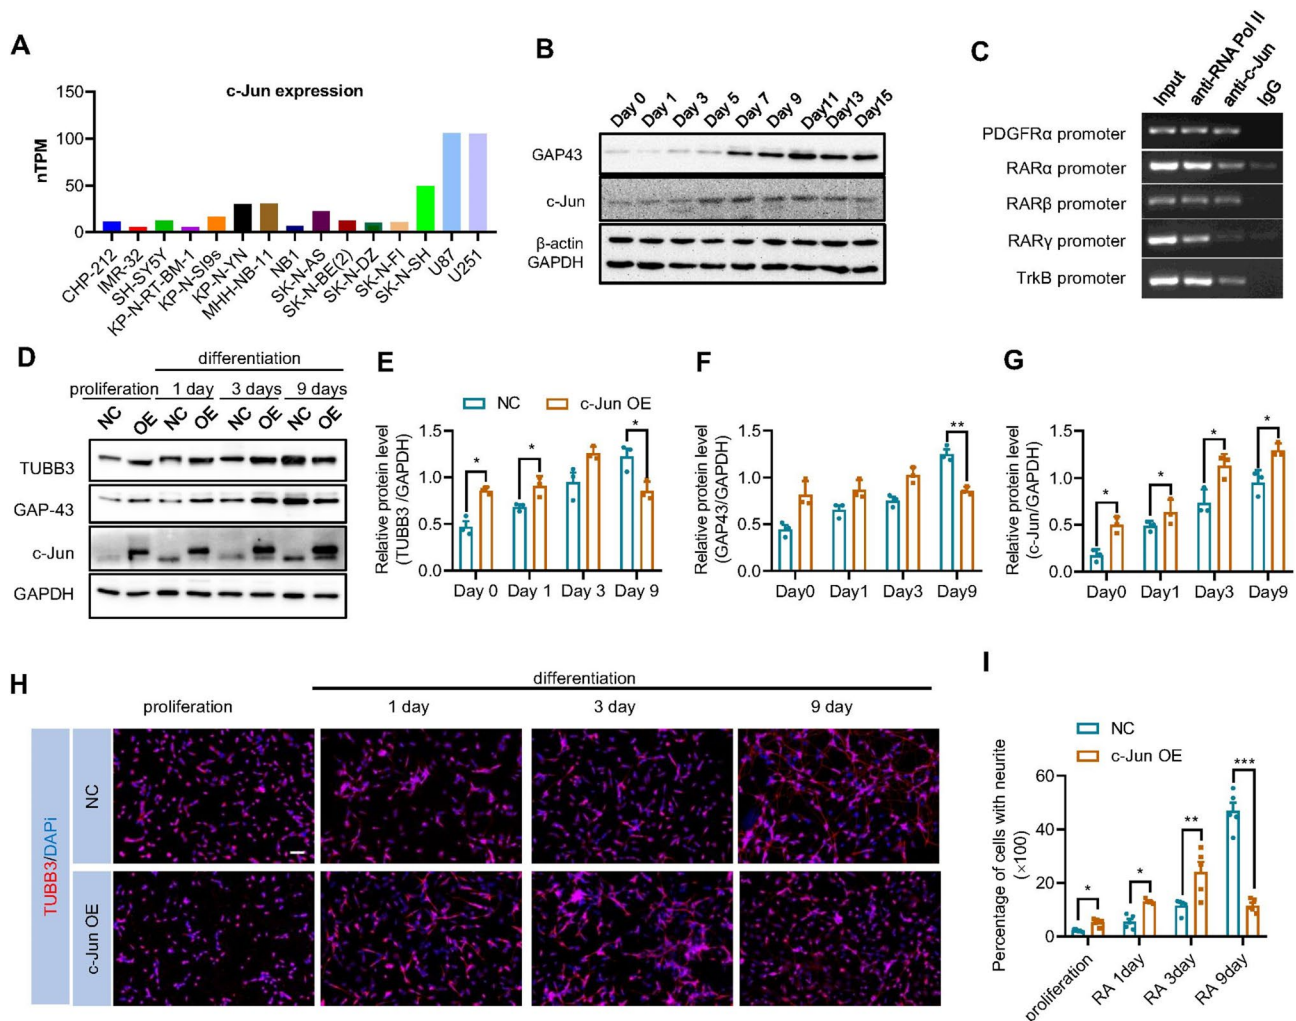 A
c-Jun expression
nTPM
150
100
50
0
CHP-212
IMR-32
SH-SY5Y
KP-N-RT-BM-1
KP-N-SI9s
KP-N-YN
MHH-NB-11
NB1
SK-N-AS
SK-N-BE(2)
SK-N-DZ
SK-N-FI
SK-N-SH
U87
U251
B
Day 0
Day 1
Day 3
Day 5
Day 7
Day 9
Day11
Day13
Day15
GAP43
c-Jun
β-actin
GAPDH
C
Input
anti-RNA Pol II
anti-c-Jun
IgG
PDGFRα promoter
RARα promoter
RARβ promoter
RARγ promoter
TrkB promoter
D
differentiation
proliferation 1 day 3 days 9 days
NC OE NC OE NC OE NC OE
TUBB3
GAP-43
c-Jun
GAPDH
E
NC c-Jun OE
Relative protein level
(TUBB3 /GAPDH)
1.5
1.0
0.5
0.0
* * *
Day 0 Day 1 Day 3 Day 9
F
Relative protein level
(GAP43/GAPDH)
1.5
1.0
0.5
0.0
**
Day0 Day1 Day3 Day9
G
Relative protein level
(c-Jun/GAPDH)
1.5
1.0
0.5
0.0
* * * *
Day0 Day1 Day3 Day9
H
differentiation
proliferation 1 day 3 day 9 day
TUBB3/DAPi
NC
c-Jun OE
I
NC
c-Jun OE
Percentage of cells with neurite
(×100)
60
40
20
0
* * ** ***
proliferation
RA 1day
RA 3day
RA 9day